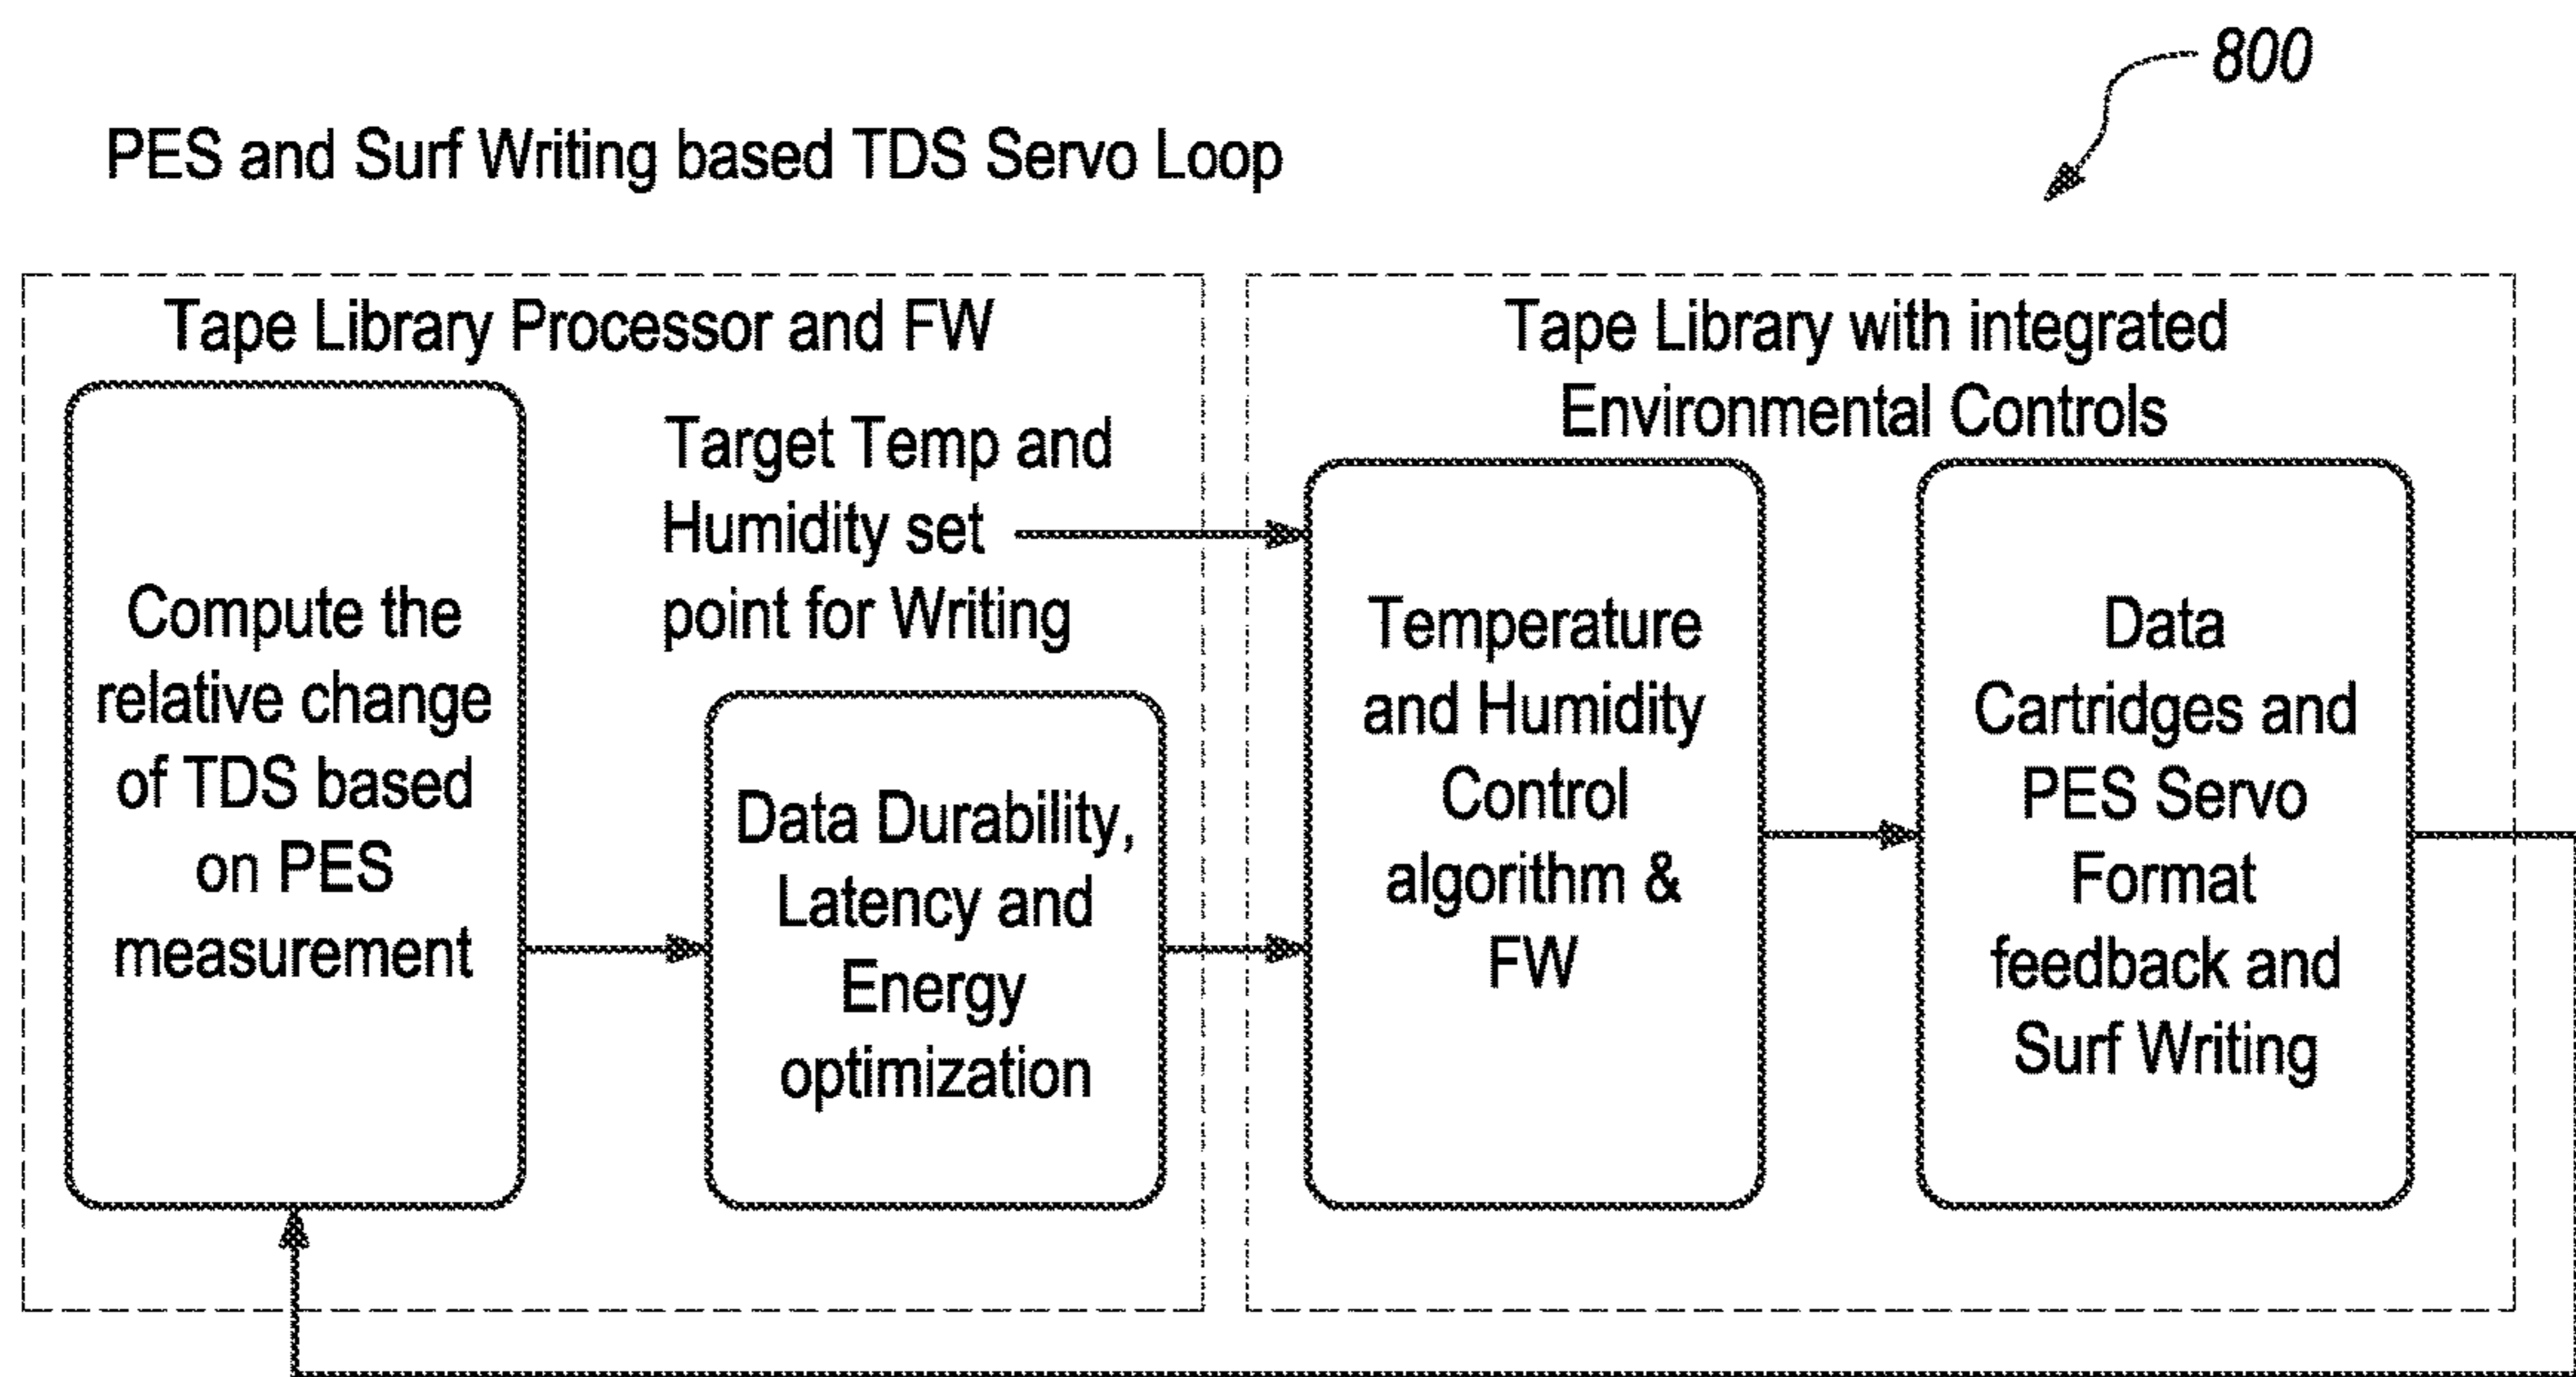 800
PES and Surf Writing based TDS Servo Loop
Tape Library Processor and FW
Compute the
relative change
of TDS based
on PES
measurement
Target Temp and
Humidity set
point for Writing
Data Durability,
Latency and
Energy
optimization
Tape Library with integrated
Environmental Controls
Temperature
and Humidity
Control
algorithm &
FW
Data
Cartridges and
PES Servo
Format
feedback and
Surf Writing